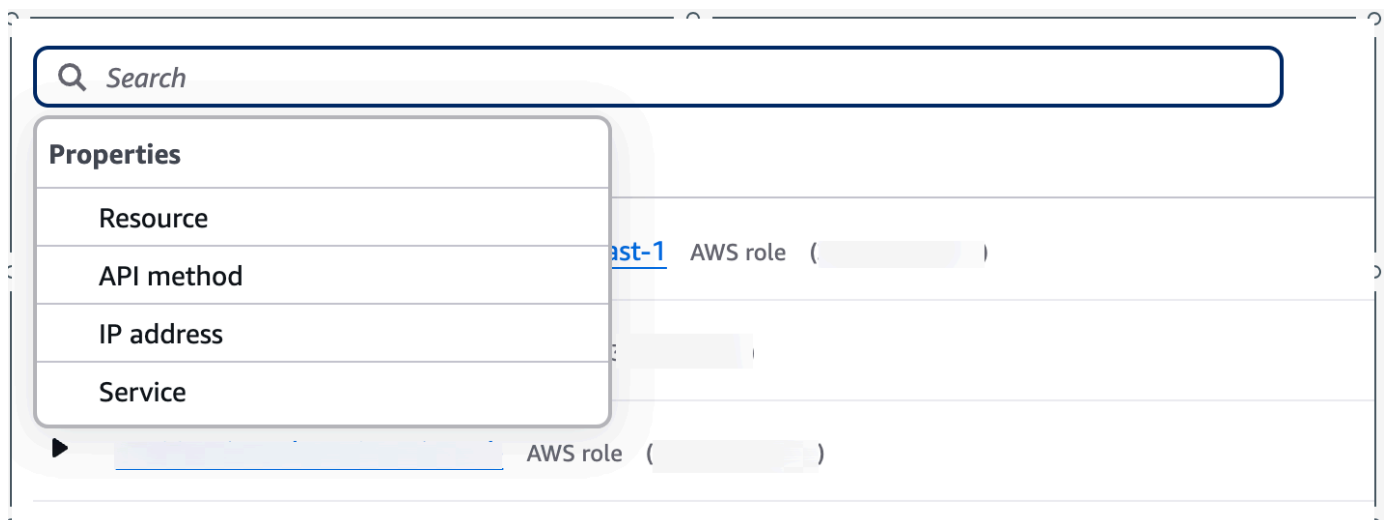 Search
Properties
Resource
ast-1 AWS role ( )
API method
IP address
Service
AWS role ( )